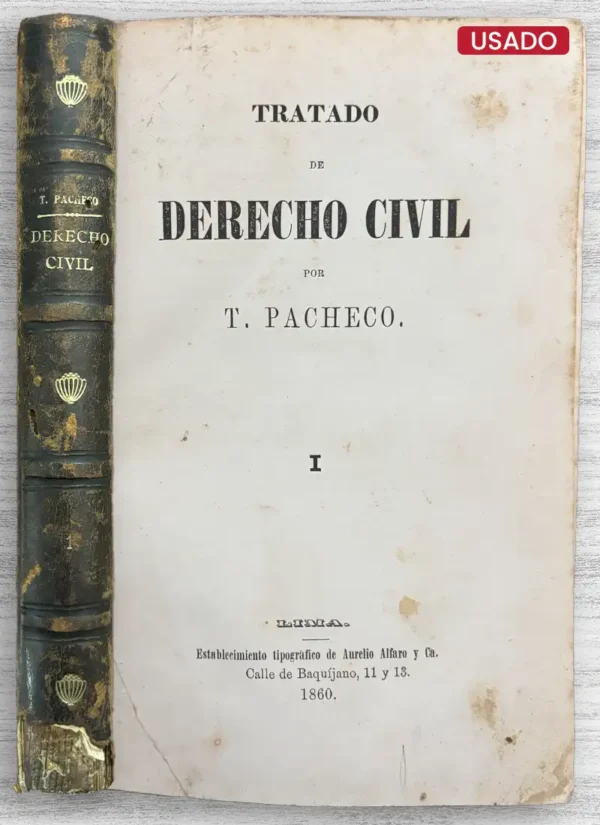 USADO
T. PACHECO
DERECHO
CIVIL
1
TRATADO
DE
DERECHO CIVIL
POR
T. PACHECO.
I
LIMA.
Establecimiento tipográfico de Aurelio Alfaro y Ca.
Calle de Baquíjano, 11 y 13.
1860.